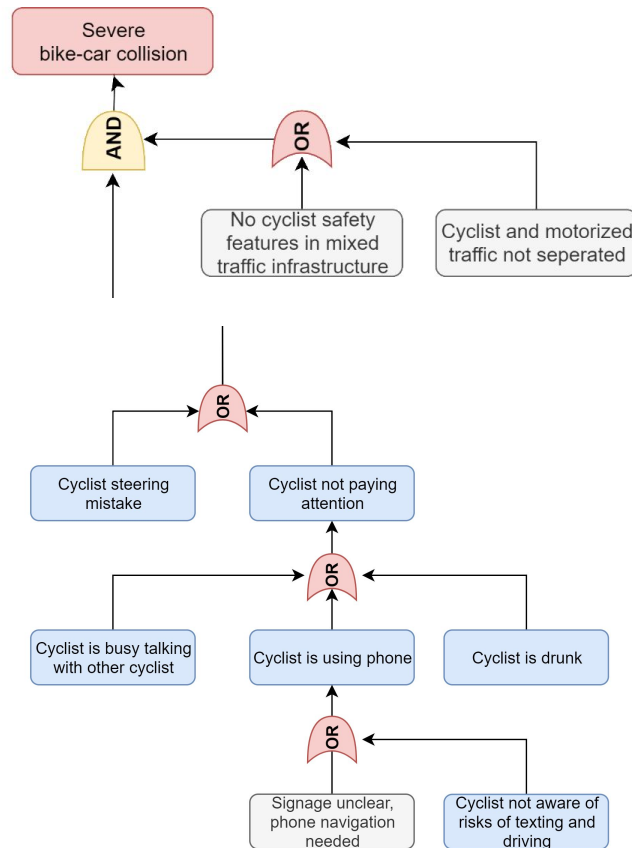 Severe
bike-car collision
AND
OR
No cyclist safety
features in mixed
traffic infrastructure
Cyclist and motorized
traffic not seperated
OR
Cyclist steering
mistake
Cyclist not paying
attention
OR
Cyclist is busy talking
with other cyclist
Cyclist is using phone
Cyclist is drunk
OR
Signage unclear,
phone navigation
needed
Cyclist not aware of
risks of texting and
driving